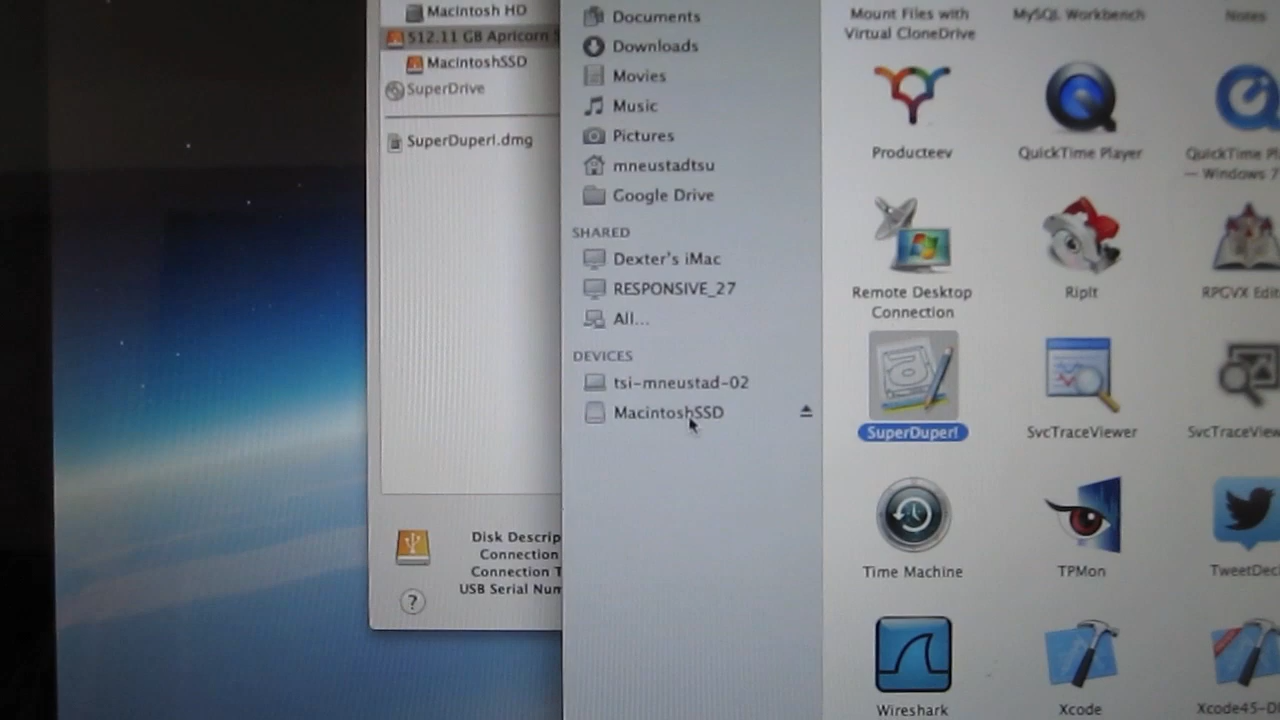 Macintosh HD
512.11 GB Apricorn
MacintoshSSD
SuperDrive
SuperDuper!.dmg
Disk Descrip
Connection
Connection T
USB Serial Num
?
Documents
Downloads
Movies
Music
Pictures
mneustadtsu
Google Drive
SHARED
Dexter's iMac
RESPONSIVE_27
All...
DEVICES
tsi-mneustad-02
MacintoshSSD
Mount Files with
Virtual CloneDrive
MySQL Workbench
Notes
Producteev
QuickTime Player
QuickTime Pl
— Windows 7
Remote Desktop
Connection
RipIt
RPGVX Edit
SuperDuper!
SvcTraceViewer
SvcTraceView
Time Machine
TPMon
TweetDec
Wireshark
Xcode
Xcode45-D